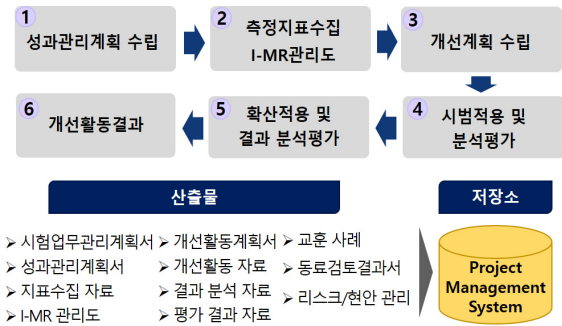 1
성과관리계획 수립
2
측정지표수집
I-MR관리도
3
개선계획 수립
4
시범적용 및
분석평가
5
확산적용 및
결과 분석평가
6
개선활동결과
산출물
➢ 시험업무관리계획서
➢ 성과관리계획서
➢ 지표수집 자료
➢ I-MR 관리도
➢ 개선활동계획서
➢ 개선활동 자료
➢ 결과 분석 자료
➢ 평가 결과 자료
➢ 교훈 사례
➢ 동료검토결과서
➢ 리스크/현안 관리
저장소
Project
Management
System